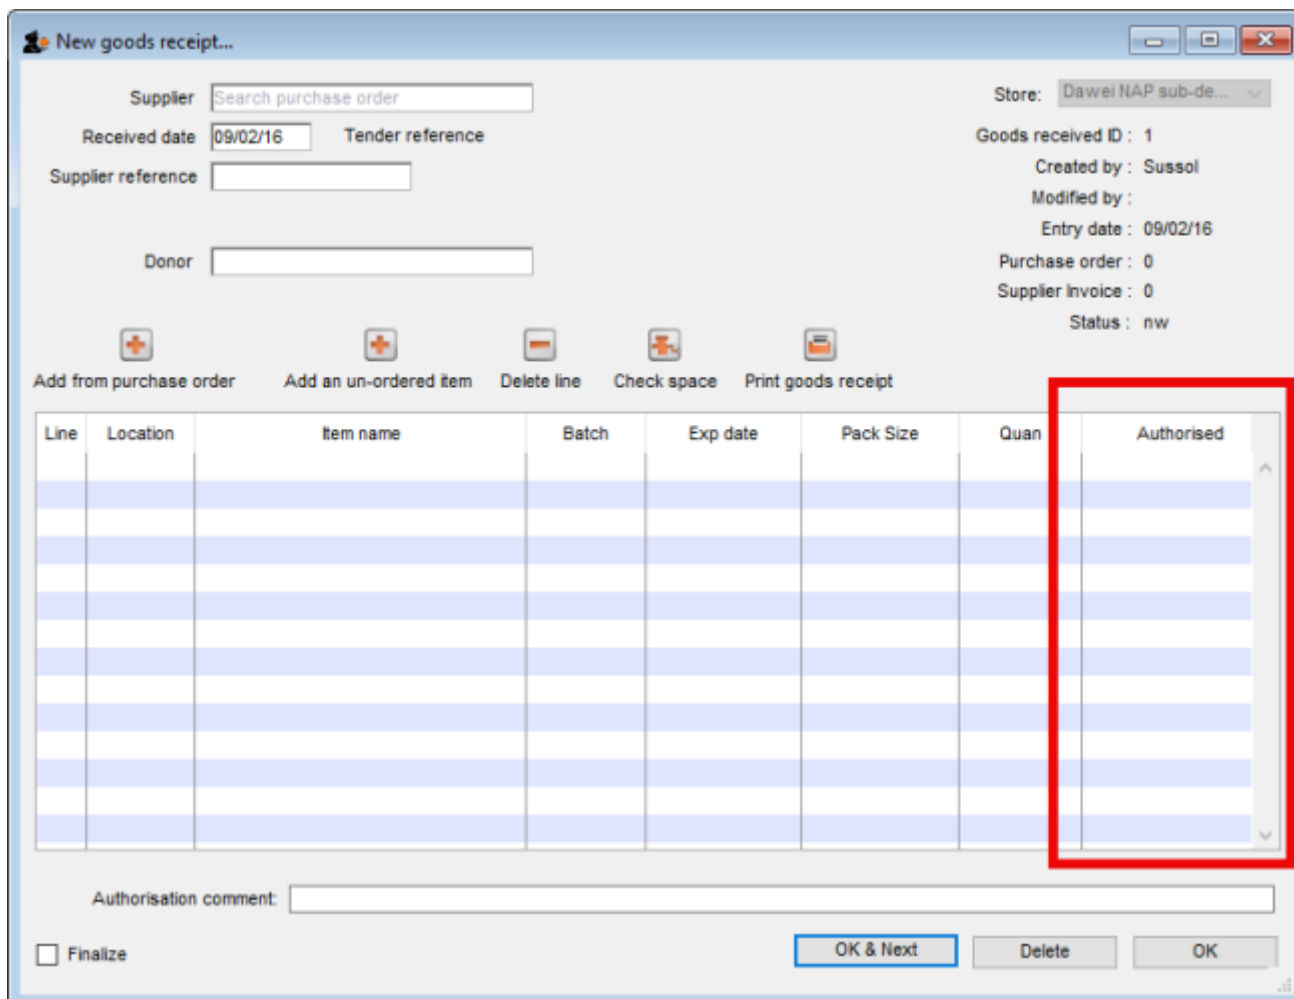 New goods receipt...
Supplier Search purchase order Store: Dawei NAP sub-de...
Received date 09/02/16 Tender reference Goods received ID : 1
Supplier reference Created by : Sussol
Modified by :
Entry date : 09/02/16
Donor Purchase order : 0
Supplier Invoice : 0
Status : nw
Add from purchase order Add an un-ordered item Delete line Check space Print goods receipt
Line Location Item name Batch Exp date Pack Size Quan Authorised
Authorisation comment:
Finalize OK & Next Delete OK